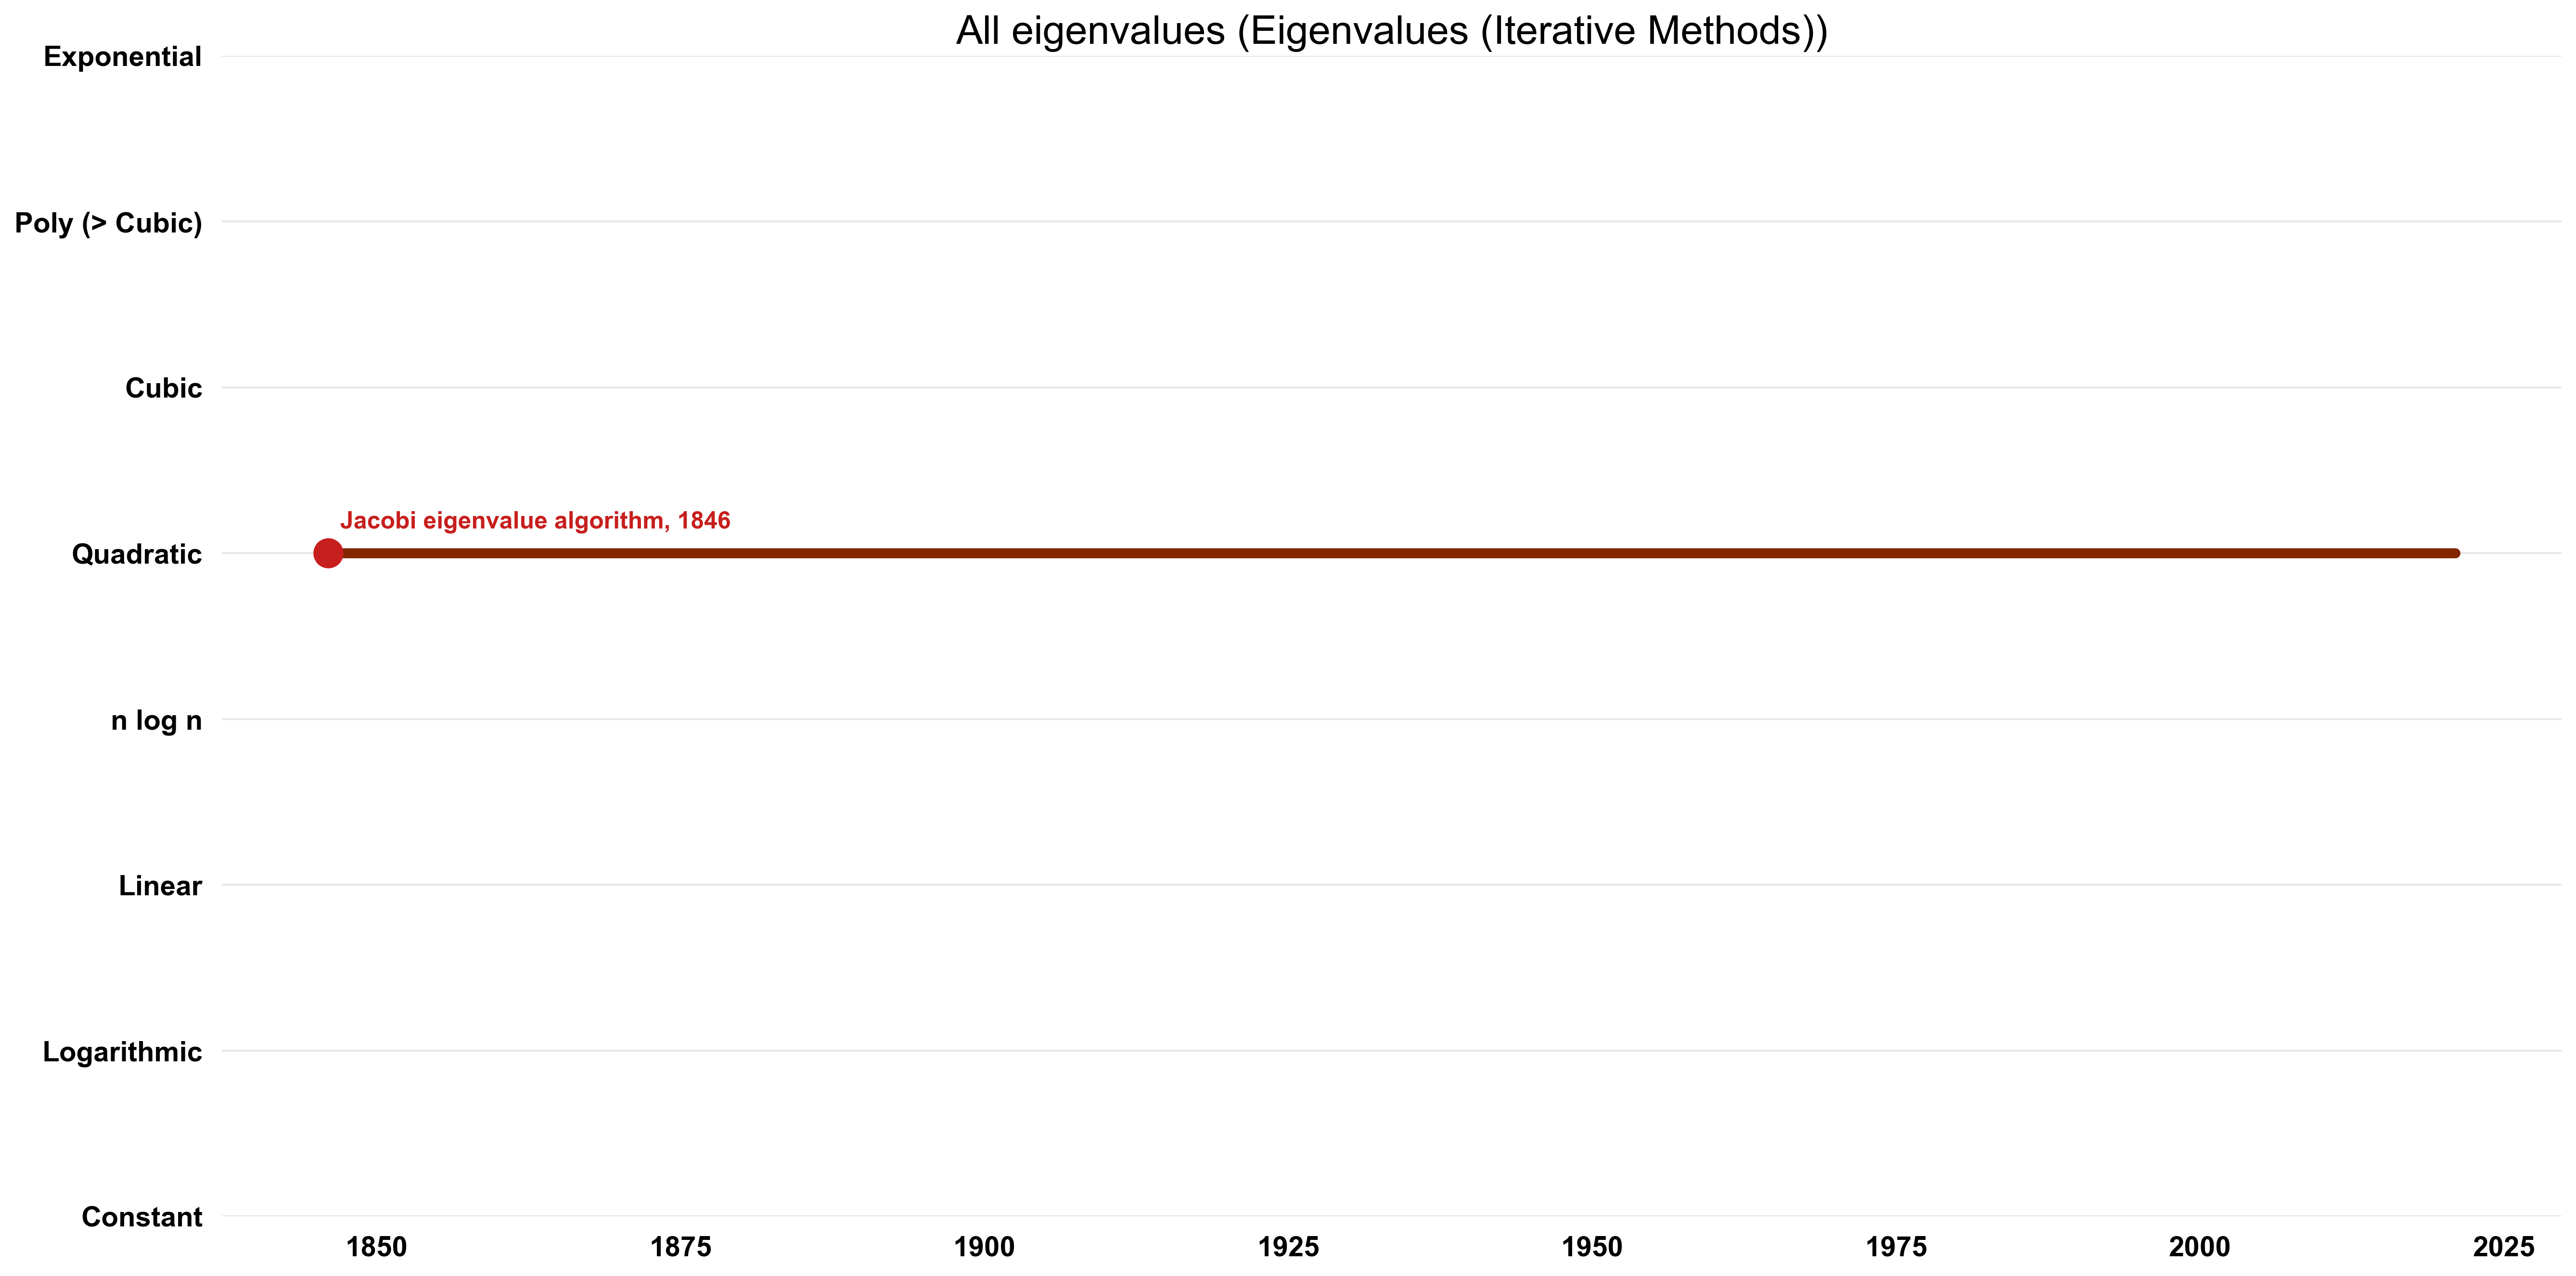 All eigenvalues (Eigenvalues (Iterative Methods))
Exponential
Poly (> Cubic)
Cubic
Jacobi eigenvalue algorithm, 1846
Quadratic
n log n
Linear
Logarithmic
Constant
1850 1875 1900 1925 1950 1975 2000 2025